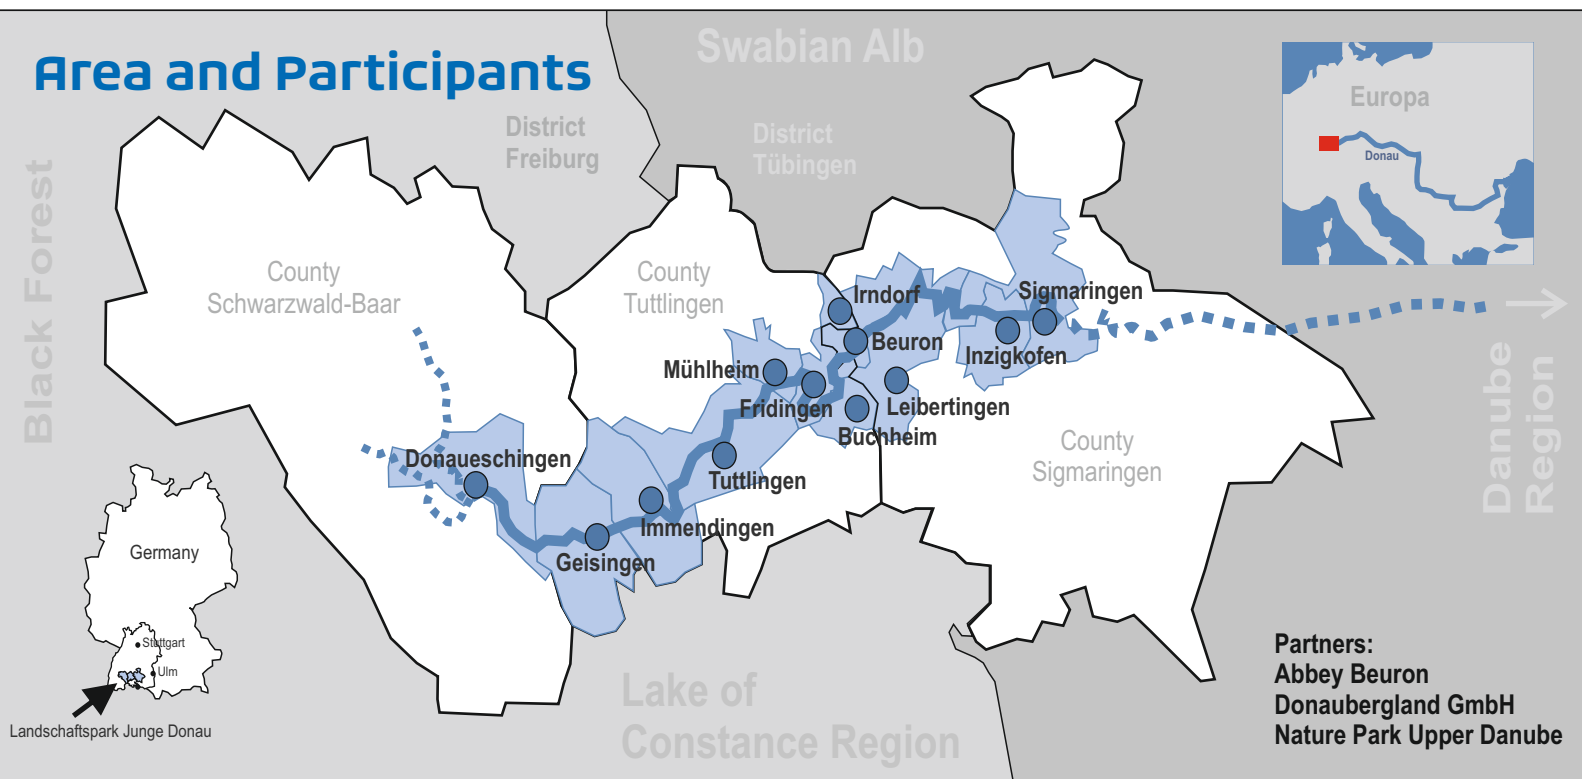 Area and Participants
Swabian Alb
District
Freiburg
District
Tübingen
Black Forest
Europa
Donau
County
Schwarzwald-Baar
County
Tuttlingen
Irndorf
Sigmaringen
Beuron
Inzigkofen
Mühlheim
Fridingen
Leibertingen
Buchheim
County
Sigmaringen
Danube
Region
Donaueschingen
Tuttlingen
Immendingen
Geisingen
Germany
Stuttgart
Ulm
Landschaftspark Junge Donau
Lake of
Constance Region
Partners:
Abbey Beuron
Donaubergland GmbH
Nature Park Upper Danube